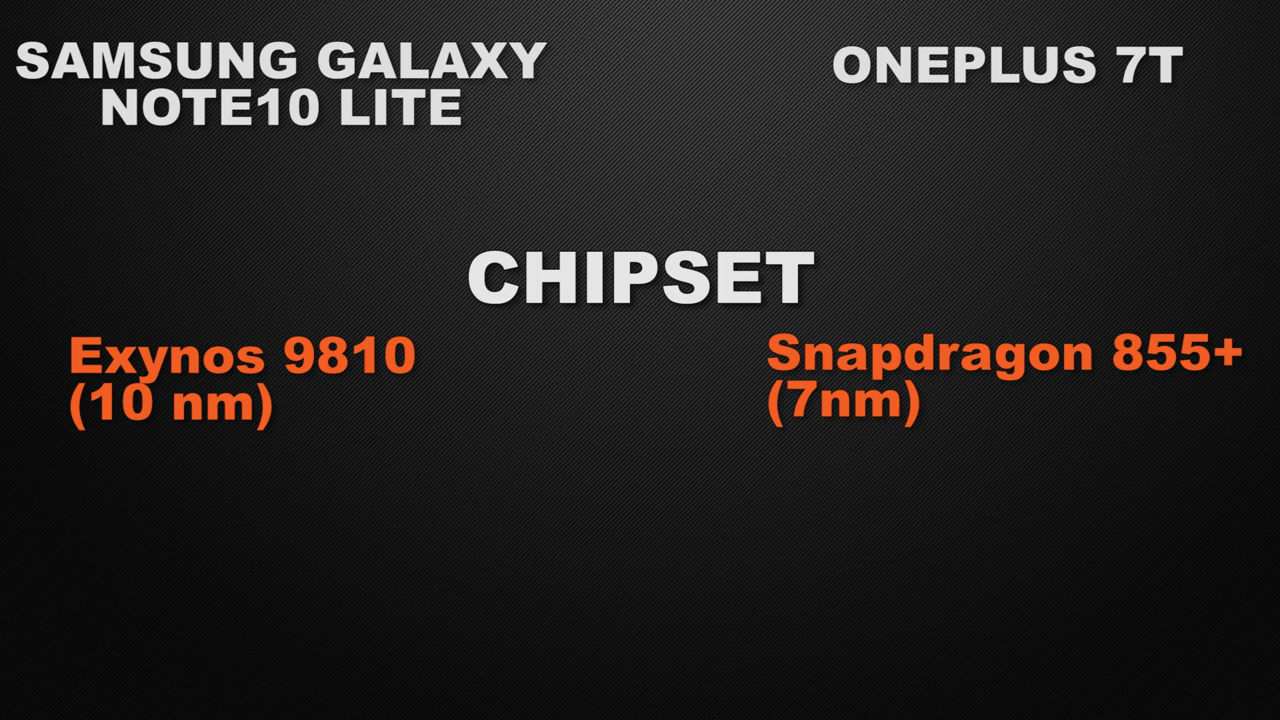 SAMSUNG GALAXY
NOTE10 LITE
ONEPLUS 7T
CHIPSET
Exynos 9810
(10 nm)
Snapdragon 855+
(7nm)